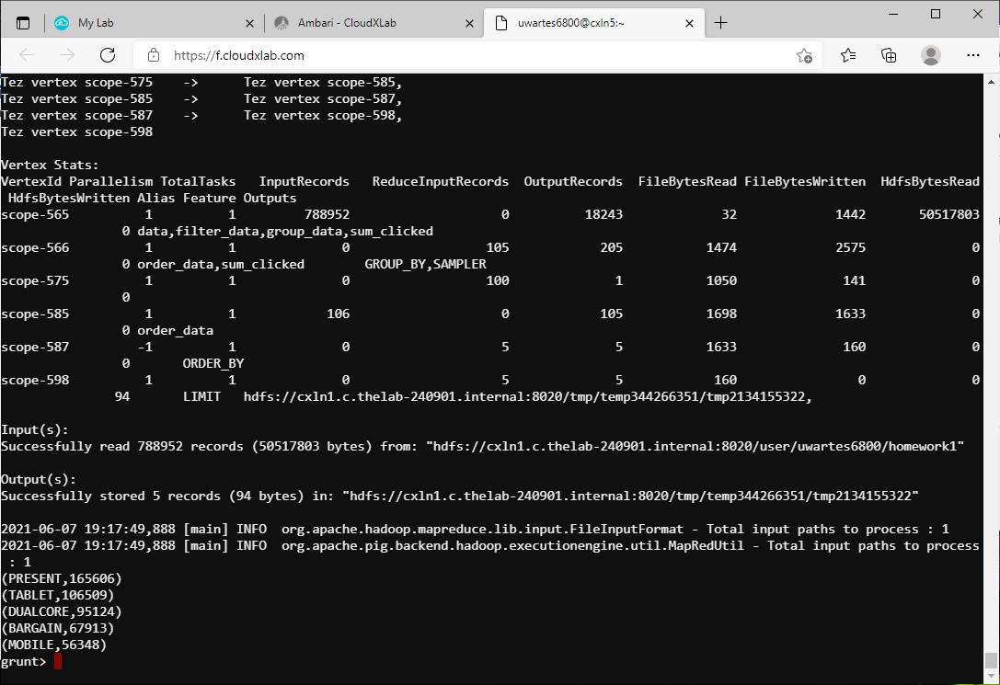 My Lab
Ambari - CloudXLab
uwartes6800@cxln5:~
https://f.cloudxlab.com
Tez vertex scope-575    ->      Tez vertex scope-585,
Tez vertex scope-585    ->      Tez vertex scope-587,
Tez vertex scope-587    ->      Tez vertex scope-598,
Tez vertex scope-598
Vertex Stats:
VertexId Parallelism TotalTasks   InputRecords   ReduceInputRecords  OutputRecords  FileBytesRead FileBytesWritten  HdfsBytesRead
 HdfsBytesWritten Alias Feature Outputs
scope-565          1          1         788952                    0          18243             32             1442       50517803
                0 data,filter_data,group_data,sum_clicked
scope-566          1          1              0                  105            205           1474             2575              0
                0 order_data,sum_clicked        GROUP_BY,SAMPLER
scope-575          1          1              0                  100              1           1050              141              0
                0
scope-585          1          1            106                    0            105           1698             1633              0
                0 order_data
scope-587         -1          1              0                    5              5           1633              160              0
                0       ORDER_BY
scope-598          1          1              0                    5              5            160                0              0
               94       LIMIT   hdfs://cxln1.c.thelab-240901.internal:8020/tmp/temp344266351/tmp2134155322,
Input(s):
Successfully read 788952 records (50517803 bytes) from: "hdfs://cxln1.c.thelab-240901.internal:8020/user/uwartes6800/homework1"
Output(s):
Successfully stored 5 records (94 bytes) in: "hdfs://cxln1.c.thelab-240901.internal:8020/tmp/temp344266351/tmp2134155322"
2021-06-07 19:17:49,888 [main] INFO  org.apache.hadoop.mapreduce.lib.input.FileInputFormat - Total input paths to process : 1
2021-06-07 19:17:49,888 [main] INFO  org.apache.pig.backend.hadoop.executionengine.util.MapRedUtil - Total input paths to process
 : 1
(PRESENT,165606)
(TABLET,106509)
(DUALCORE,95124)
(BARGAIN,67913)
(MOBILE,56348)
grunt>